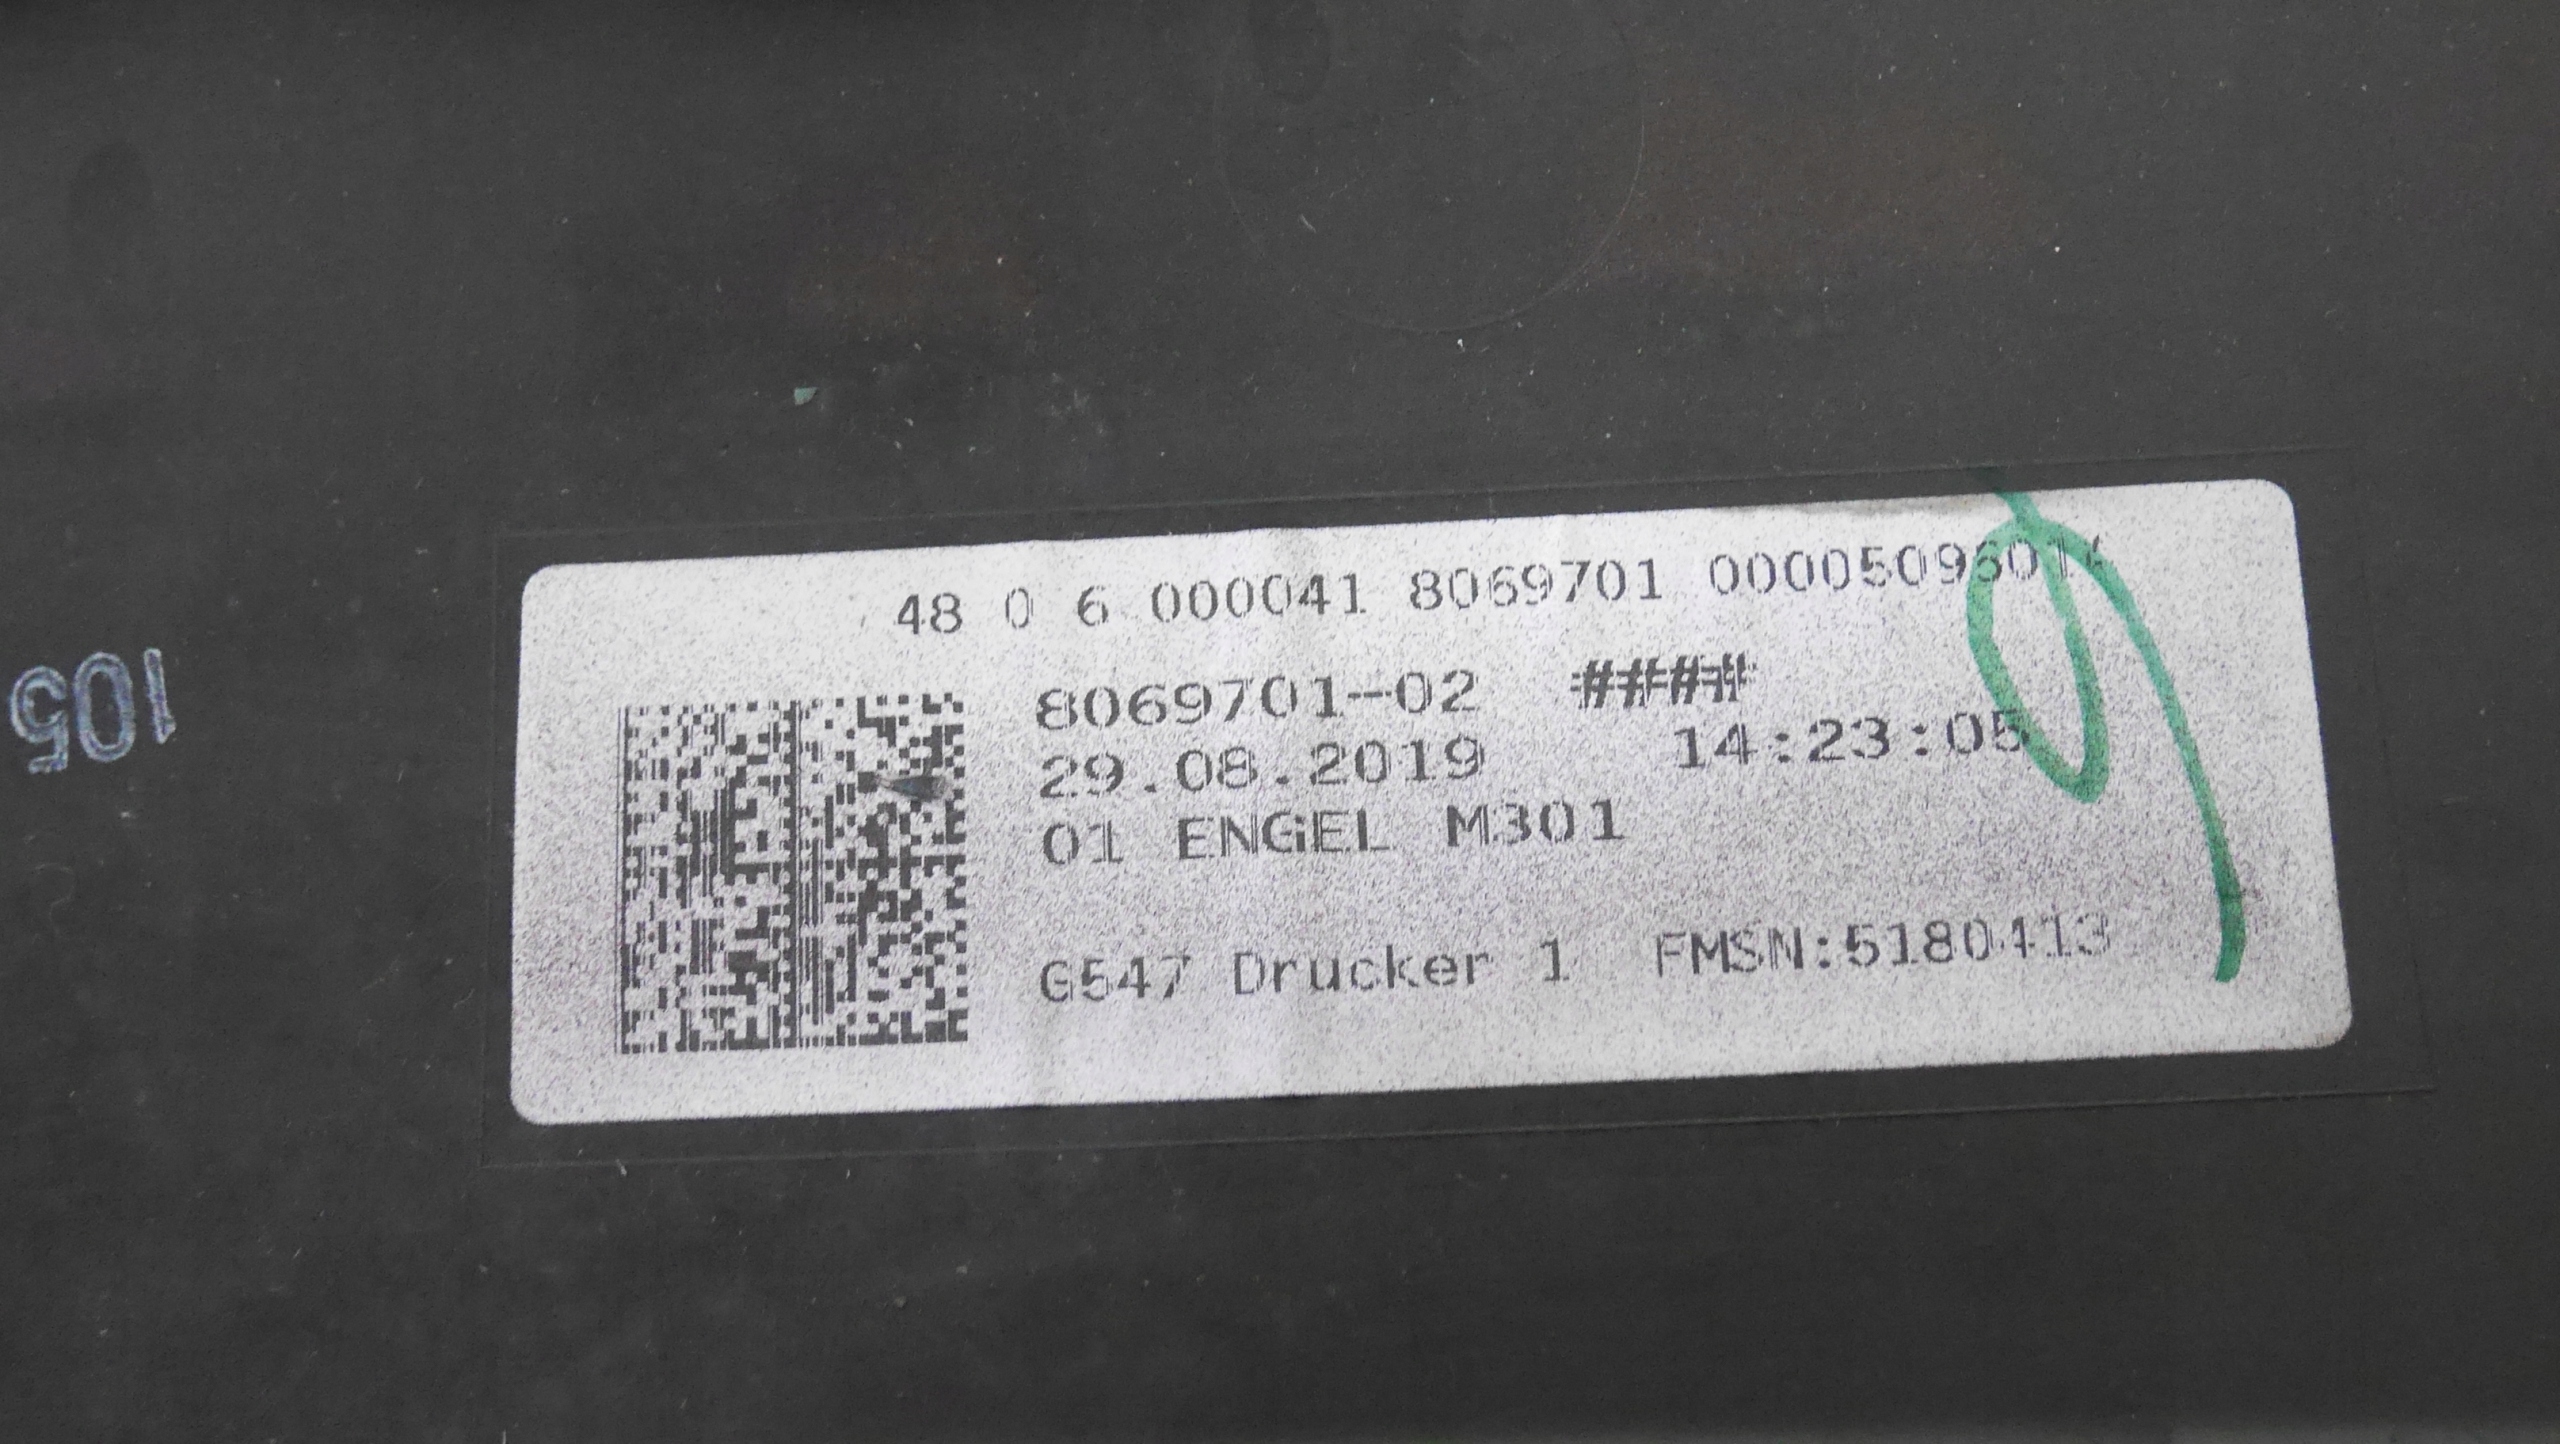 48 0 6 000041 8069701
8069701-02 ####
29.08.2019 14:23:05
01 ENGEL M301
G547 Drucker 1 FMSN:5180413
105